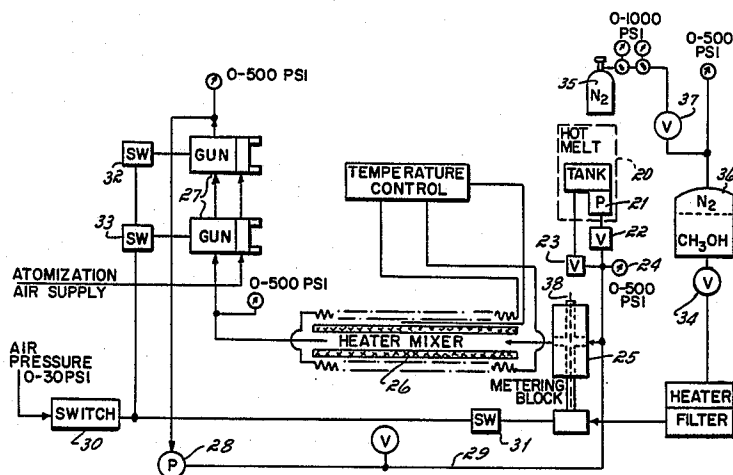 0-1000
PSI
0-500
PSI
0-500 PSI
35
N2
37
V
HOT
MELT
20
SW
GUN
TANK
TEMPERATURE
CONTROL
P
21
36
N2
32
27
V
22
CH3OH
SW
GUN
23
V
24
33
0-500
PSI
V
34
ATOMIZATION
AIR SUPPLY
0-500 PSI
38
HEATER MIXER
25
26
METERING
BLOCK
AIR
PRESSURE
0-30PSI
HEATER
FILTER
SWITCH
SW
30
28
V
31
P
29